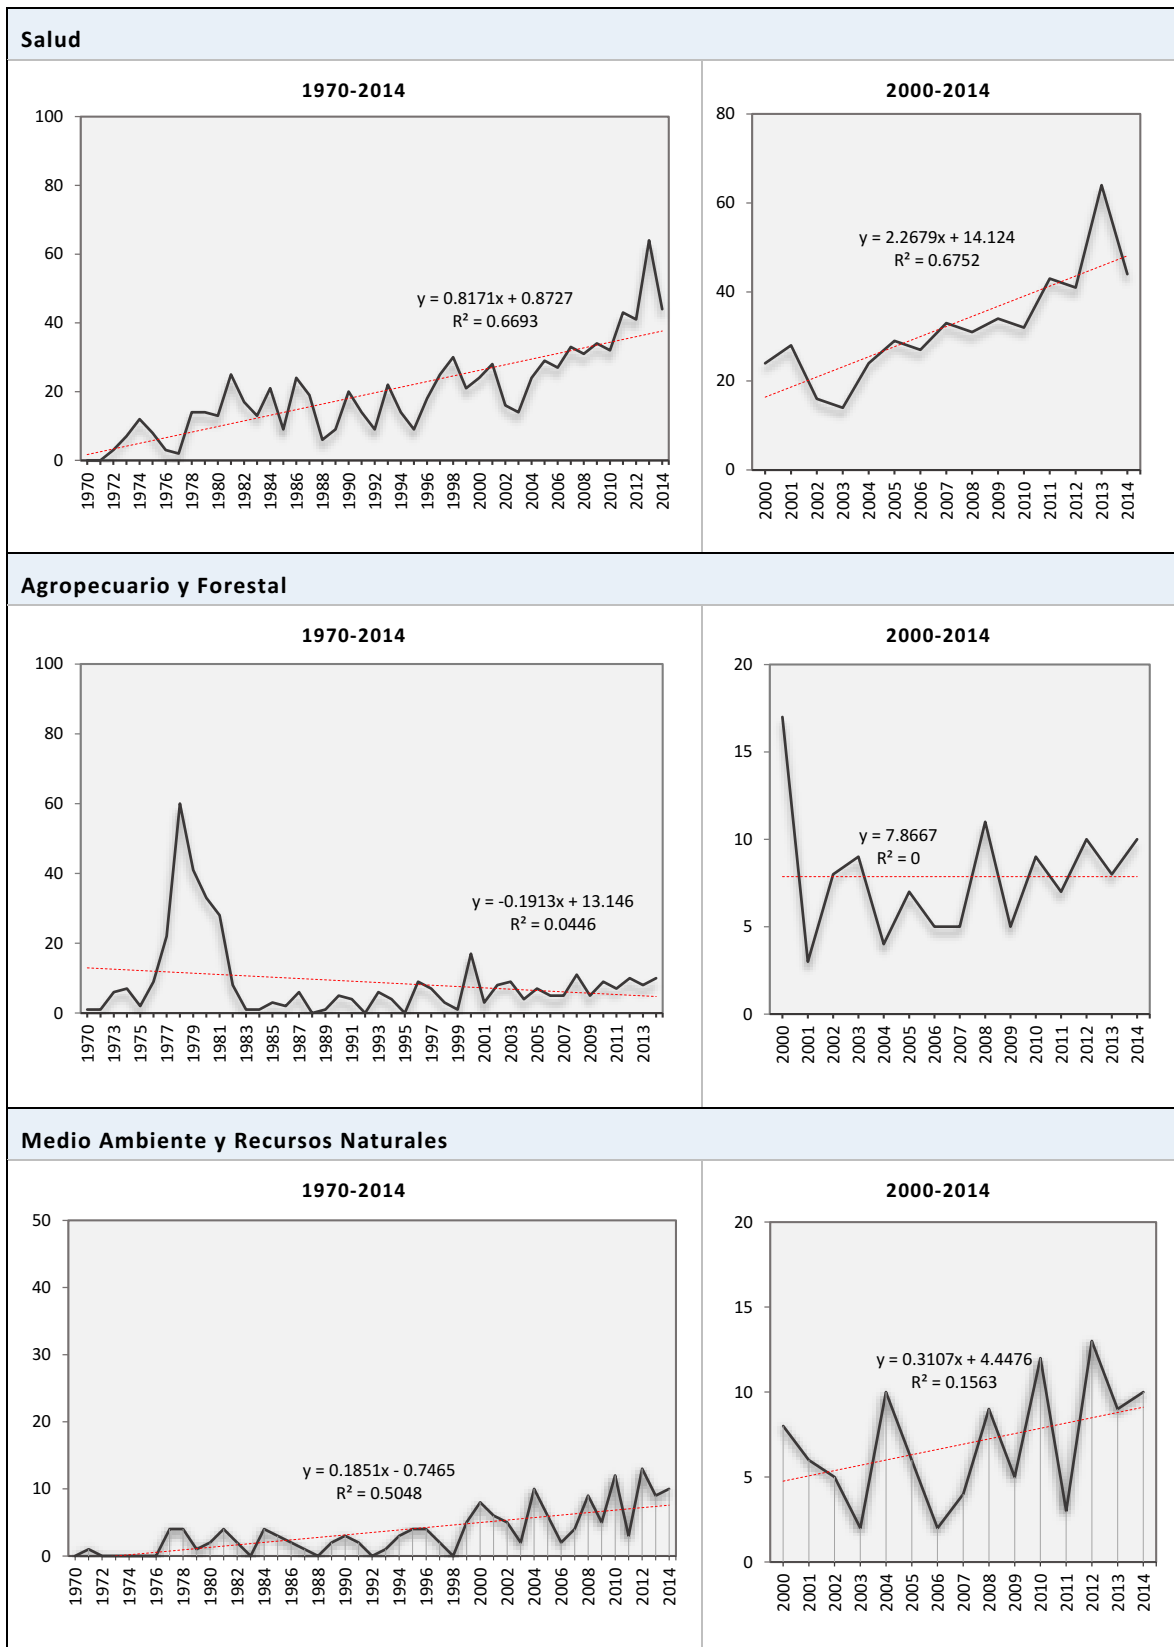 Salud
1970-2014
100
80
60
40
20
0
y = 0.8171x + 0.8727
R² = 0.6693
1970 1972 1974 1976 1978 1980 1982 1984 1986 1988 1990 1992 1994 1996 1998 2000 2002 2004 2006 2008 2010 2012 2014
2000-2014
80
60
40
20
0
y = 2.2679x + 14.124
R² = 0.6752
2000 2001 2002 2003 2004 2005 2006 2007 2008 2009 2010 2011 2012 2013 2014
Agropecuario y Forestal
1970-2014
100
80
60
40
20
0
y = -0.1913x + 13.146
R² = 0.0446
1970 1973 1975 1977 1979 1981 1983 1985 1987 1989 1991 1993 1995 1997 1999 2001 2003 2005 2007 2009 2011 2013
2000-2014
20
15
10
5
0
y = 7.8667
R² = 0
2000 2001 2002 2003 2004 2005 2006 2007 2008 2009 2010 2011 2012 2013 2014
Medio Ambiente y Recursos Naturales
1970-2014
50
40
30
20
10
0
y = 0.1851x - 0.7465
R² = 0.5048
1970 1972 1974 1976 1978 1980 1982 1984 1986 1988 1990 1992 1994 1996 1998 2000 2002 2004 2006 2008 2010 2012 2014
2000-2014
20
15
10
5
0
y = 0.3107x + 4.4476
R² = 0.1563
2000 2001 2002 2003 2004 2005 2006 2007 2008 2009 2010 2011 2012 2013 2014